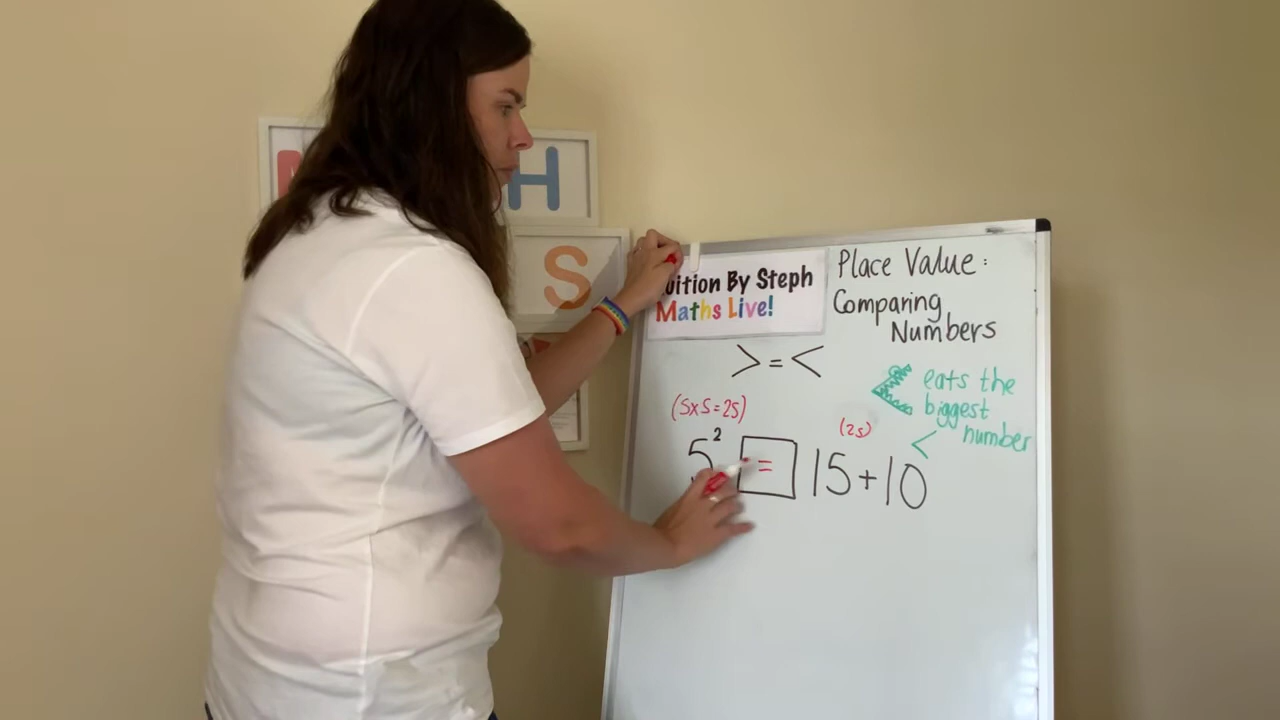 H
S
uition By Steph
Maths Live!
Place Value:
Comparing
Numbers
> = <
eats the
biggest
number
<
(5x5=25)
(25)
5² = 15+10